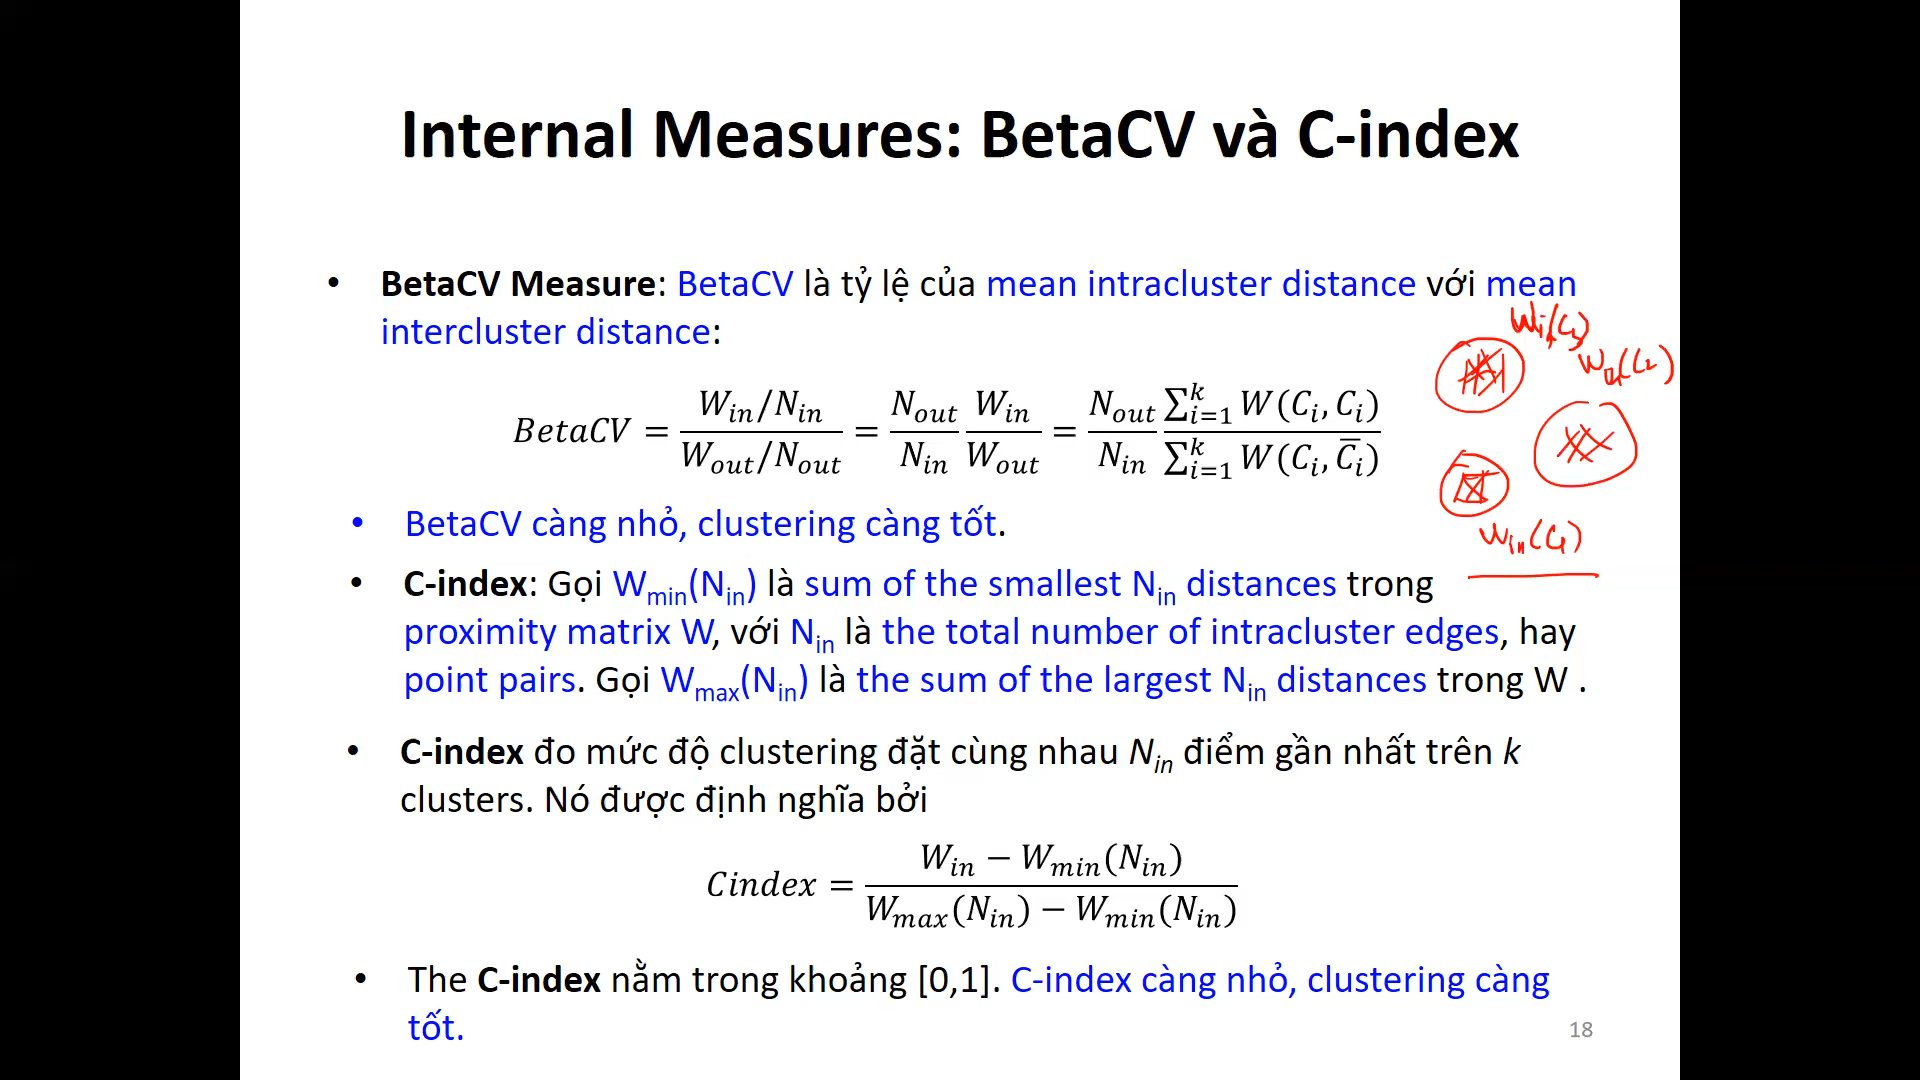 Internal Measures: BetaCV và C-index
• BetaCV Measure: BetaCV là tỷ lệ của mean intracluster distance với mean
intercluster distance:
BetaCV = (W_in/N_in)/(W_out/N_out) = (N_out/N_in) (W_in/W_out) = (N_out/N_in) (∑_{i=1}^{k} W(C_i, C_i))/(∑_{i=1}^{k} W(C_i, C̅_i))
• BetaCV càng nhỏ, clustering càng tốt.
• C-index: Gọi W_min(N_in) là sum of the smallest N_in distances trong
proximity matrix W, với N_in là the total number of intracluster edges, hay
point pairs. Gọi W_max(N_in) là the sum of the largest N_in distances trong W .
• C-index đo mức độ clustering đặt cùng nhau N_in điểm gần nhất trên k
clusters. Nó được định nghĩa bởi
Cindex = (W_in − W_min(N_in))/(W_max(N_in) − W_min(N_in))
• The C-index nằm trong khoảng [0,1]. C-index càng nhỏ, clustering càng
tốt.
W_in(C_1)
18